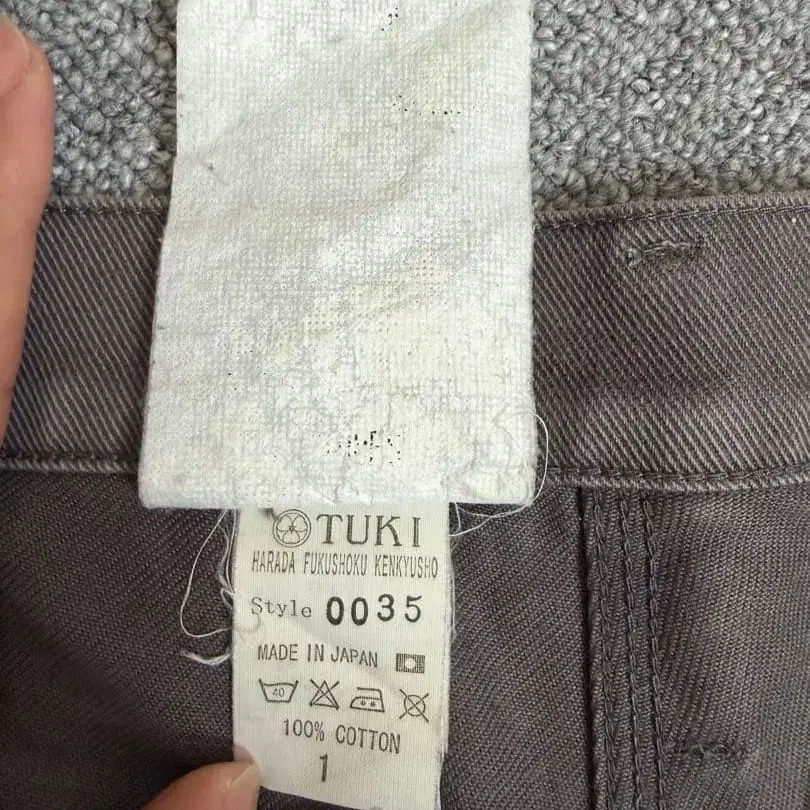 TUKI
HARADA FUKUSHOKU KENKYUSHO
Style 0035
MADE IN JAPAN
40
100% COTTON
1